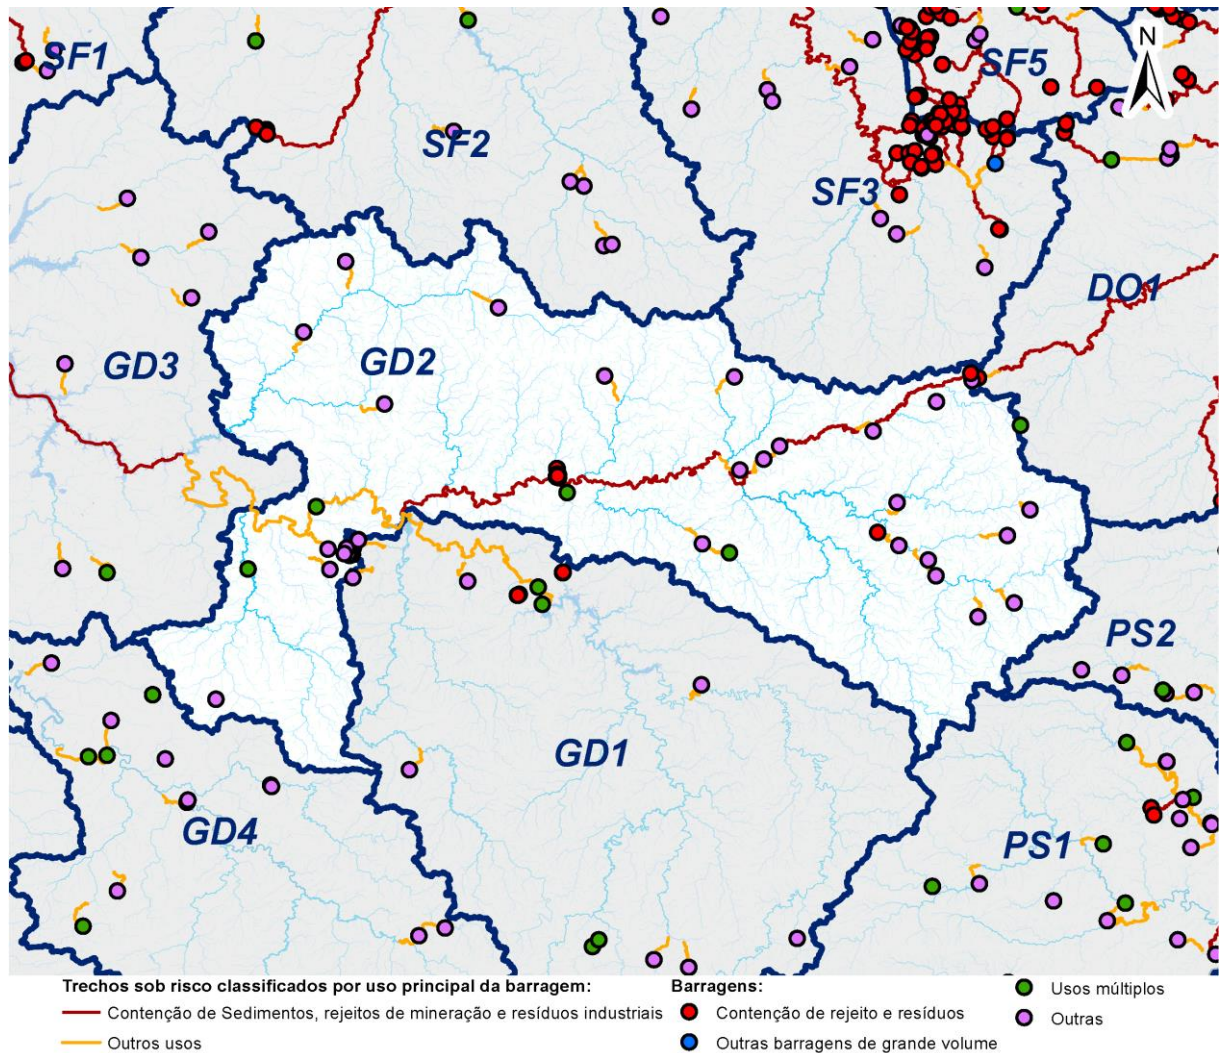 N
SF1
SF5
SF2
SF3
DO1
GD3
GD2
PS2
GD1
GD4
PS1
Trechos sob risco classificados por uso principal da barragem:
Contenção de Sedimentos, rejeitos de mineração e resíduos industriais
Outros usos
Barragens:
Contenção de rejeito e resíduos
Outras barragens de grande volume
Usos múltiplos
Outras